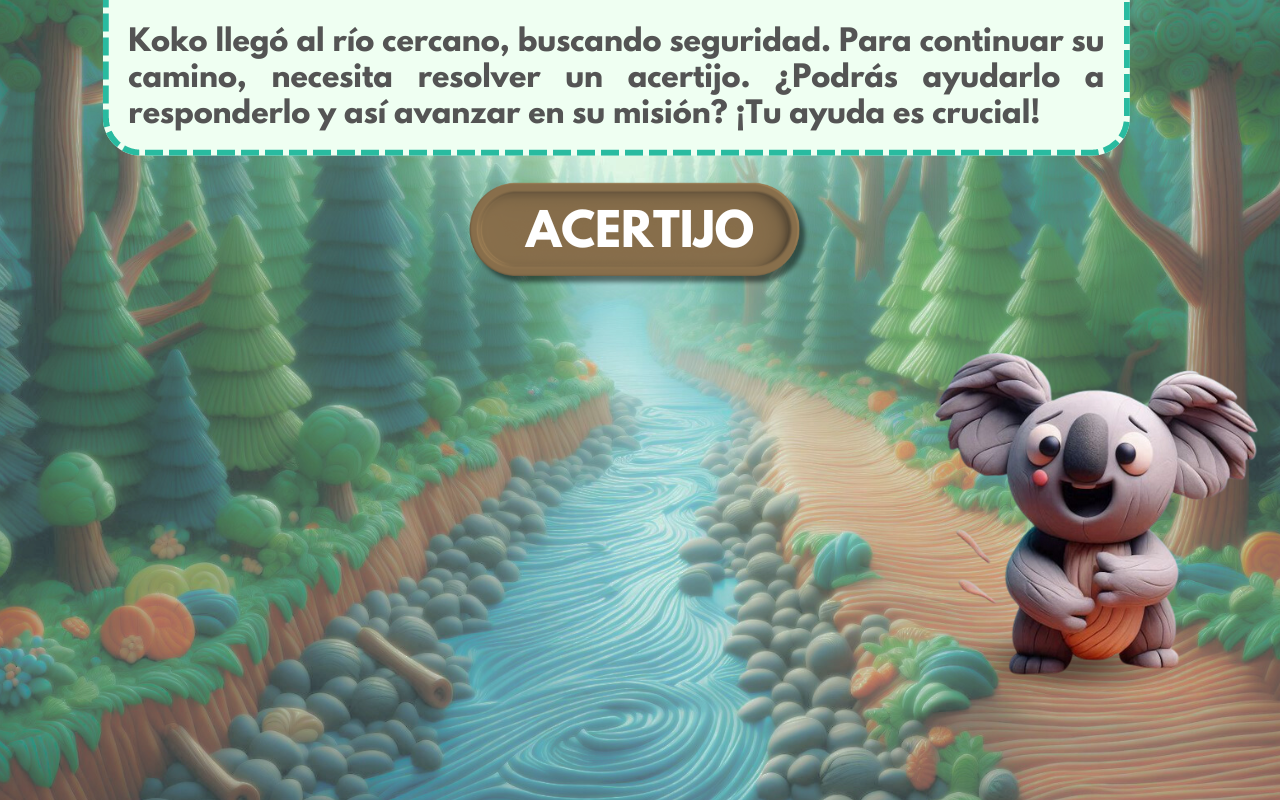 Koko llegó al río cercano, buscando seguridad. Para continuar su
camino, necesita resolver un acertijo. ¿Podrás ayudarlo a
responderlo y así avanzar en su misión? ¡Tu ayuda es crucial!
ACERTIJO